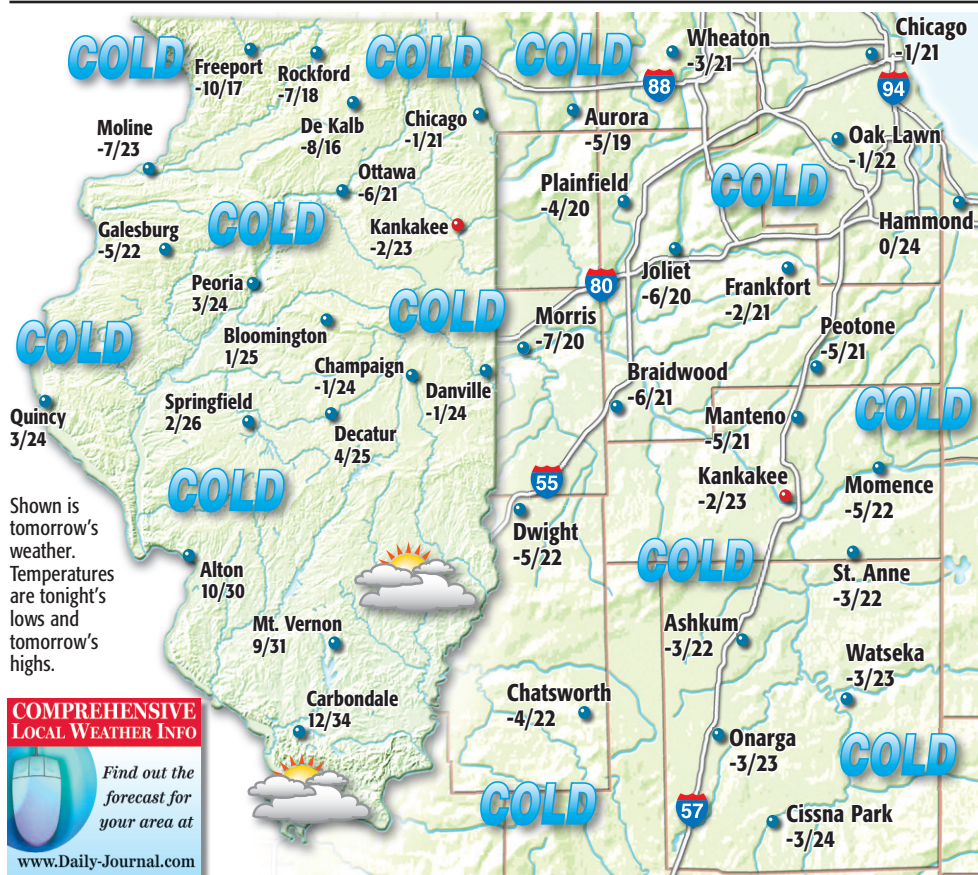 COLD
Freeport
-10/17
Rockford
-7/18
COLD
De Kalb
-8/16
Chicago
-1/21
Moline
-7/23
Ottawa
-6/21
COLD
Galesburg
-5/22
Kankakee
-2/23
Peoria
3/24
COLD
Bloomington
1/25
COLD
Champaign
-1/24
Danville
-1/24
Quincy
3/24
Springfield
2/26
Decatur
4/25
COLD
Alton
10/30
Mt. Vernon
9/31
Carbondale
12/34
Shown is
tomorrow's
weather.
Temperatures
are tonight's
lows and
tomorrow's
highs.
COMPREHENSIVE
LOCAL WEATHER INFO
Find out the
forecast for
your area at
www.Daily-Journal.com
COLD
Wheaton
-3/21
Chicago
-1/21
88
94
Aurora
-5/19
Oak Lawn
-1/22
Plainfield
-4/20
COLD
Hammond
0/24
Joliet
-6/20
80
Frankfort
-2/21
Morris
-7/20
Peotone
-5/21
Braidwood
-6/21
Manteno
-5/21
COLD
55
Kankakee
-2/23
Momence
-5/22
Dwight
-5/22
COLD
St. Anne
-3/22
Ashkum
-3/22
Watseka
-3/23
Chatsworth
-4/22
Onarga
-3/23
COLD
COLD
57
Cissna Park
-3/24